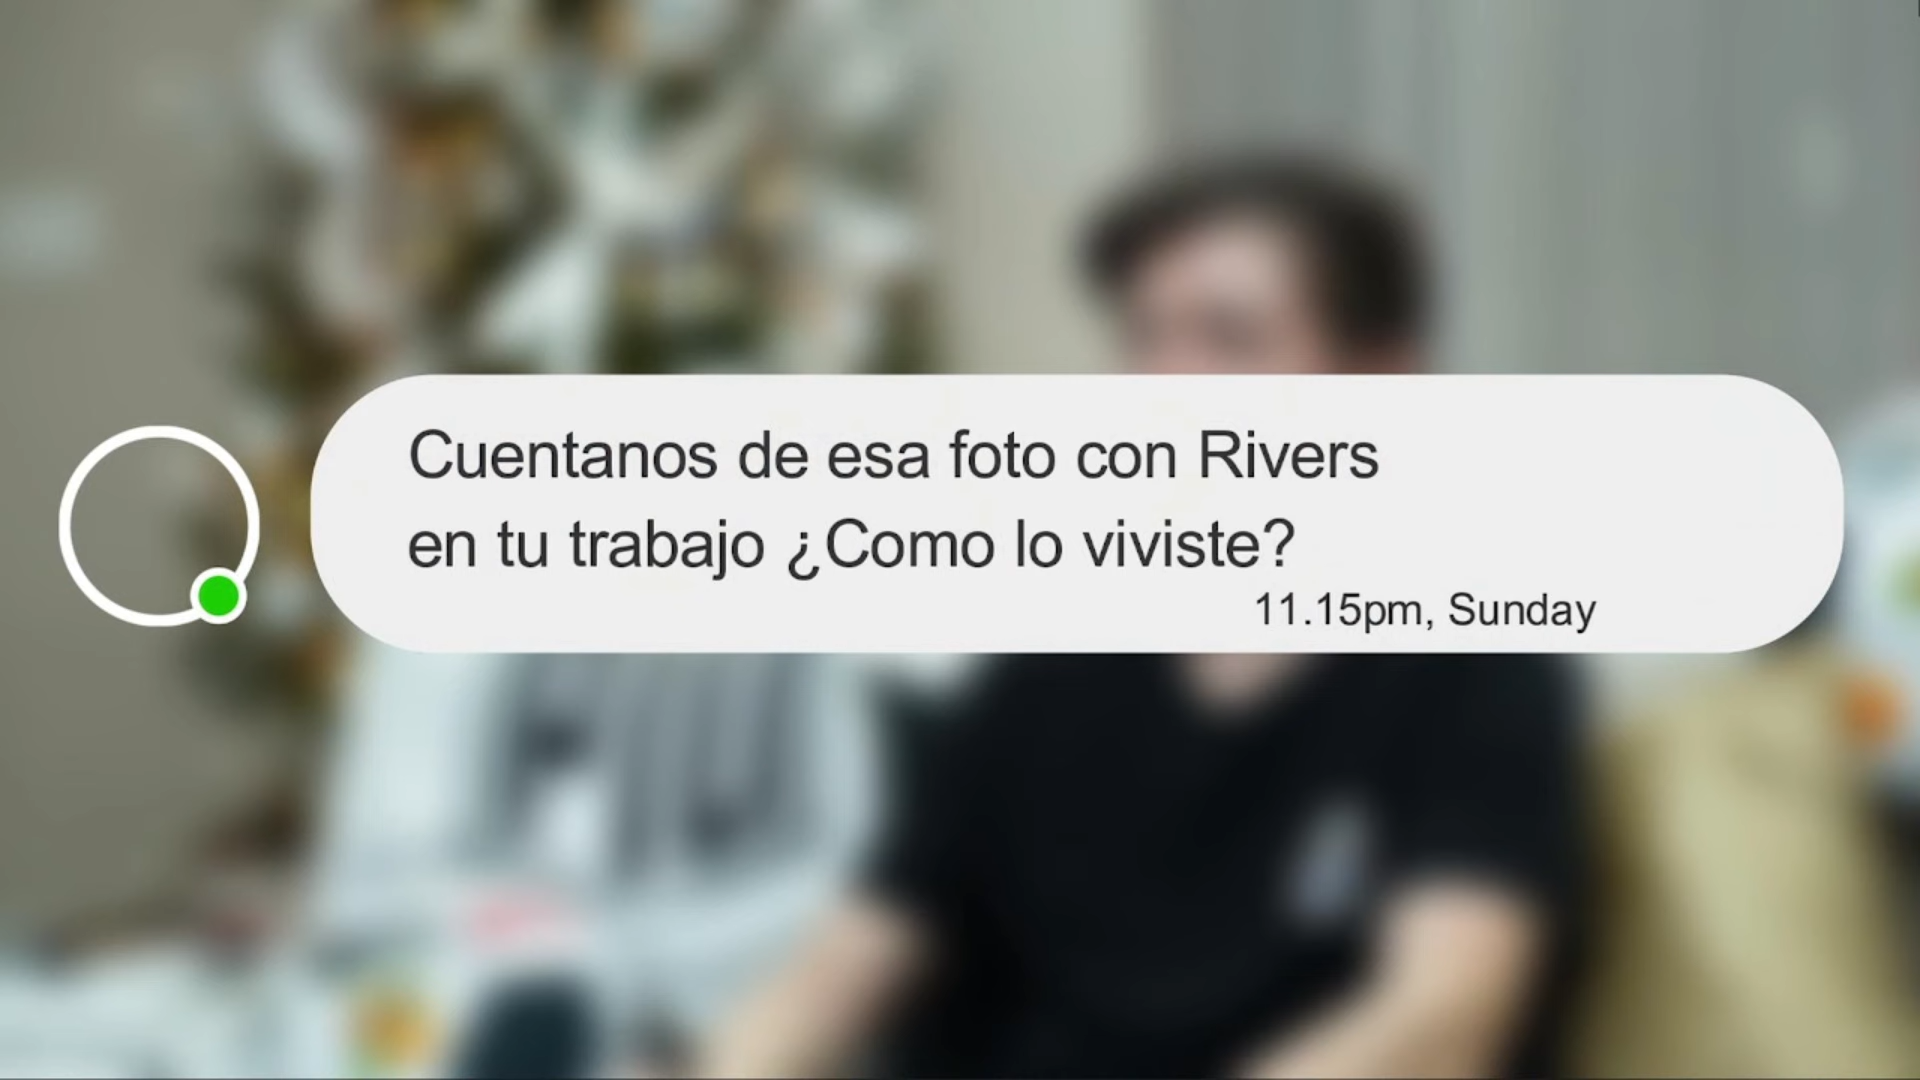 Cuentanos de esa foto con Rivers
en tu trabajo ¿Como lo viviste?
11.15pm, Sunday